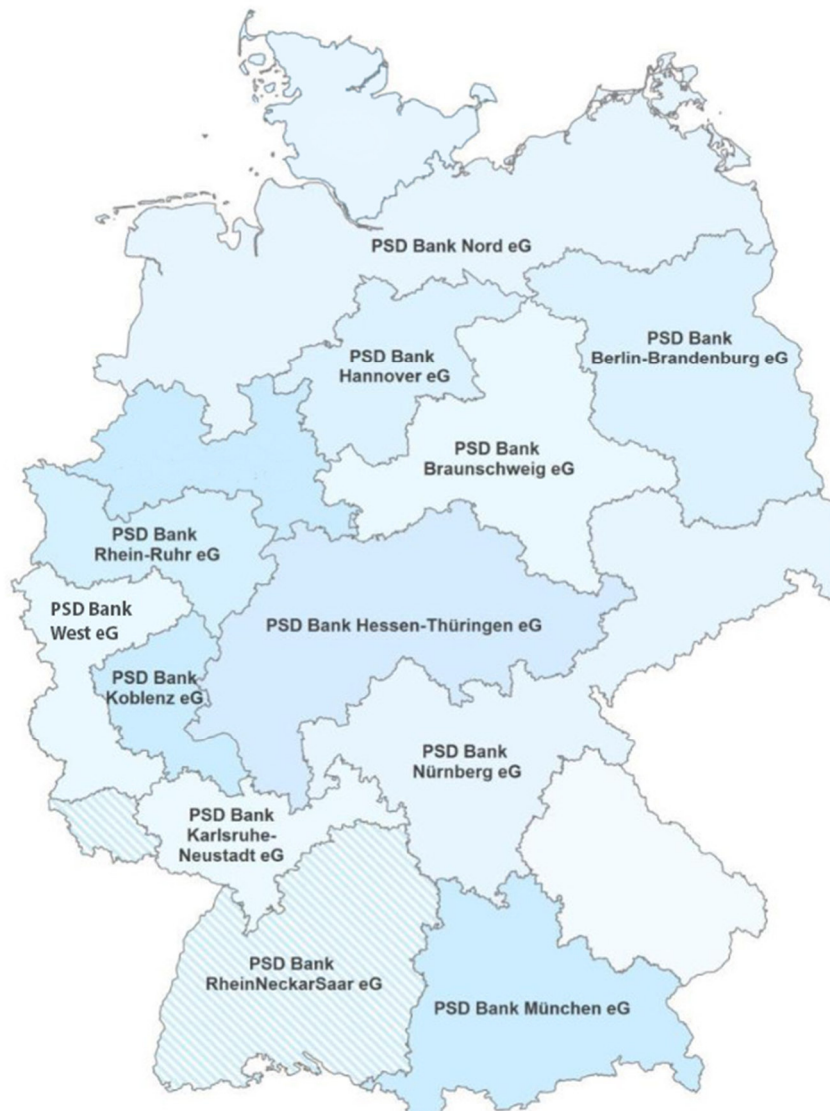 PSD Bank Nord eG
PSD Bank
Berlin-Brandenburg eG
PSD Bank
Hannover eG
PSD Bank
Braunschweig eG
PSD Bank
Rhein-Ruhr eG
PSD Bank
West eG
PSD Bank Hessen-Thüringen eG
PSD Bank
Koblenz eG
PSD Bank
Nürnberg eG
PSD Bank
Karlsruhe-
Neustadt eG
PSD Bank
RheinNeckarSaar eG
PSD Bank München eG